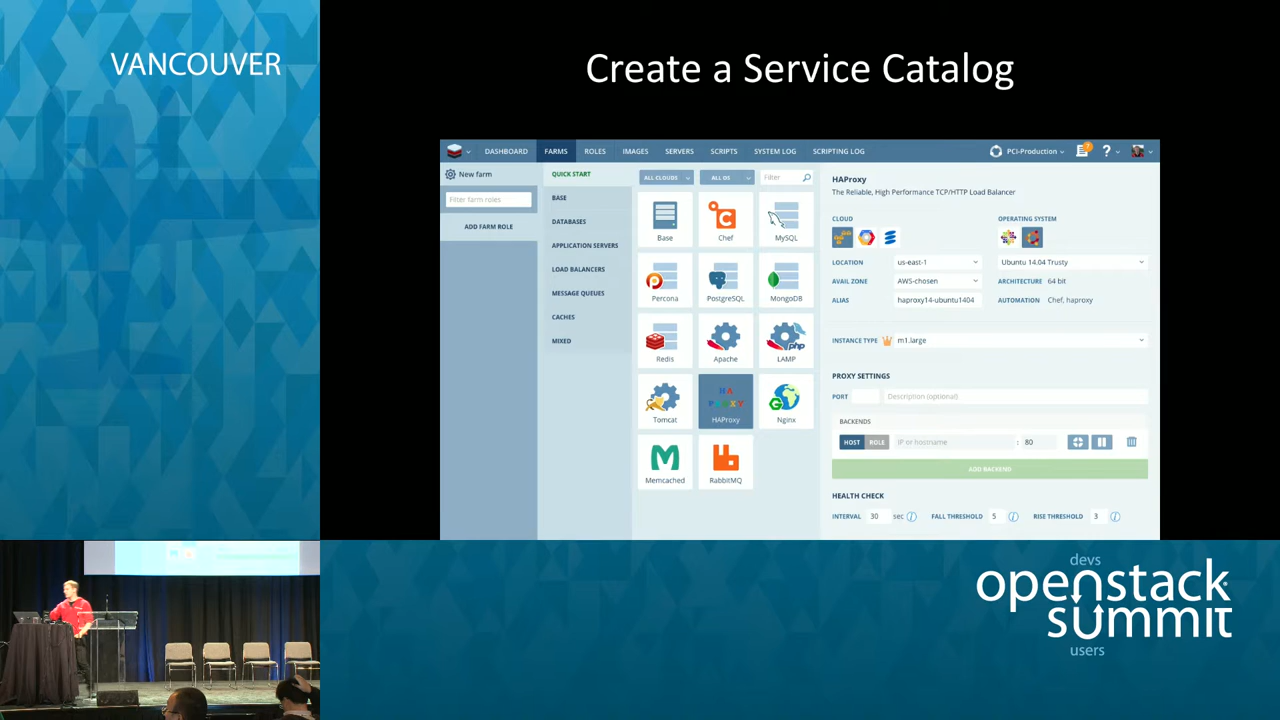 VANCOUVER
Create a Service Catalog
DASHBOARD FARMS ROLES IMAGES SERVERS SCRIPTS SYSTEM LOG SCRIPTING LOG PCI-Production 7 ?
New farm
Filter farm roles
ADD FARM ROLE
QUICK START
BASE
DATABASES
APPLICATION SERVERS
LOAD BALANCERS
MESSAGE QUEUES
CACHES
MIXED
ALL CLOUDS ALL OS Filter
Base Chef MySQL
Percona PostgreSQL MongoDB
Redis Apache LAMP
php
HA
PROXY
Tomcat HAProxy Nginx
Memcached RabbitMQ
HAProxy
The Reliable, High Performance TCP/HTTP Load Balancer
CLOUD OPERATING SYSTEM
LOCATION us-east-1 Ubuntu 14.04 Trusty
AVAIL ZONE AWS-chosen ARCHITECTURE 64 bit
ALIAS haproxy14-ubuntu1404 AUTOMATION Chef, haproxy
INSTANCE TYPE m1.large
PROXY SETTINGS
PORT Description (optional)
BACKENDS
HOST ROLE IP or hostname : 80
ADD BACKEND
HEALTH CHECK
INTERVAL 30 sec i FALL THRESHOLD 5 i RISE THRESHOLD 3 i
devs
openstack
summit
users